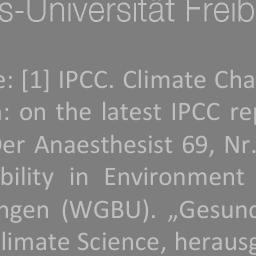 s-Universität Freib
e: [1] IPCC. Climate Cha
: on the latest IPCC rep
Der Anaesthesist 69, Nr.
bility in Environment
ngen (WGBU). „Gesund
limate Science, herausg